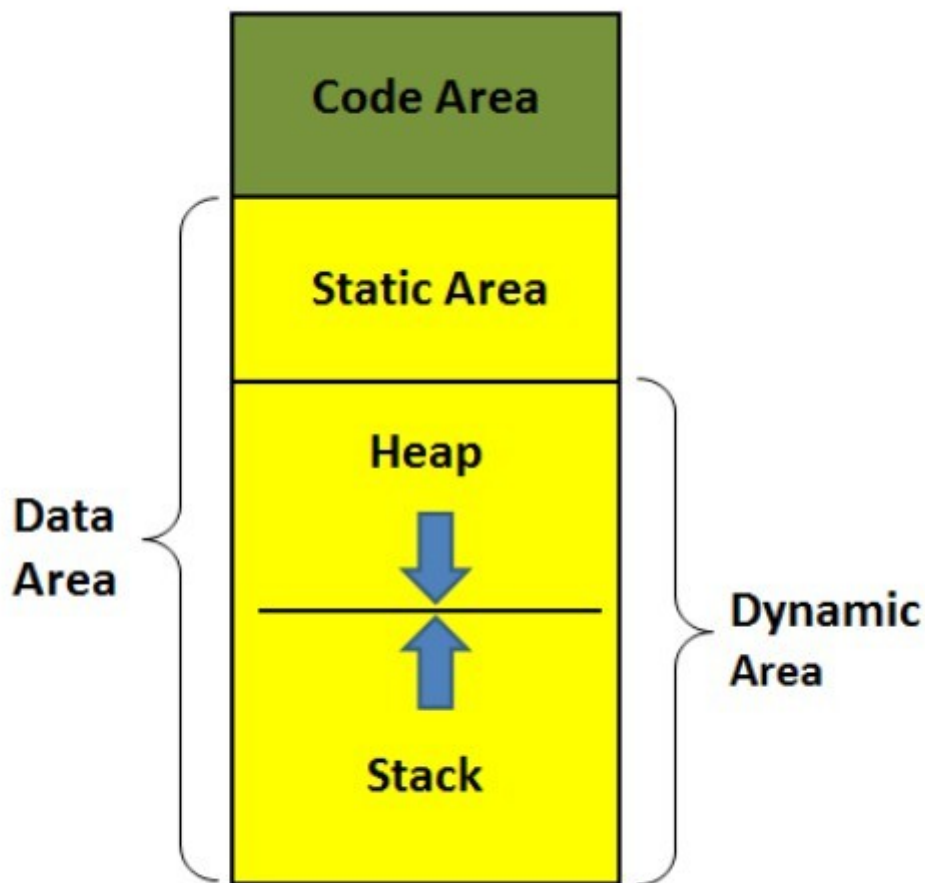 Code Area
Static Area
Heap
Data
Area
Dynamic
Area
Stack